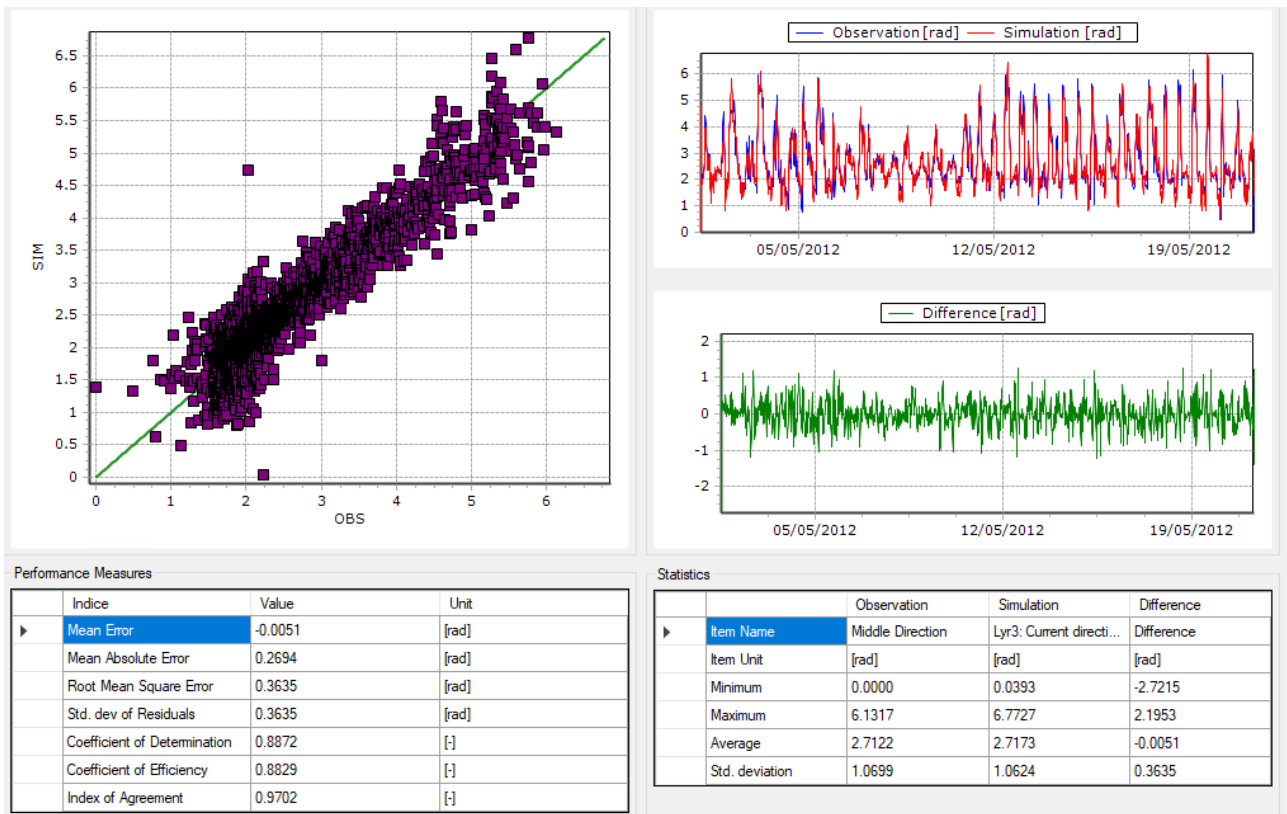 6.5
6
5.5
5
4.5
4
3.5
3
2.5
2
1.5
1
0.5
0
SIM
0 1 2 3 4 5 6
OBS
Observation [rad] Simulation [rad]
6
5
4
3
2
1
0
05/05/2012 12/05/2012 19/05/2012
Difference [rad]
2
1
0
-1
-2
05/05/2012 12/05/2012 19/05/2012
Performance Measures
Indice Value Unit
Mean Error -0.0051 [rad]
Mean Absolute Error 0.2694 [rad]
Root Mean Square Error 0.3635 [rad]
Std. dev of Residuals 0.3635 [rad]
Coefficient of Determination 0.8872 [-]
Coefficient of Efficiency 0.8829 [-]
Index of Agreement 0.9702 [-]
Statistics
Observation Simulation Difference
Item Name Middle Direction Lyr3: Current directi... Difference
Item Unit [rad] [rad] [rad]
Minimum 0.0000 0.0393 -2.7215
Maximum 6.1317 6.7727 2.1953
Average 2.7122 2.7173 -0.0051
Std. deviation 1.0699 1.0624 0.3635